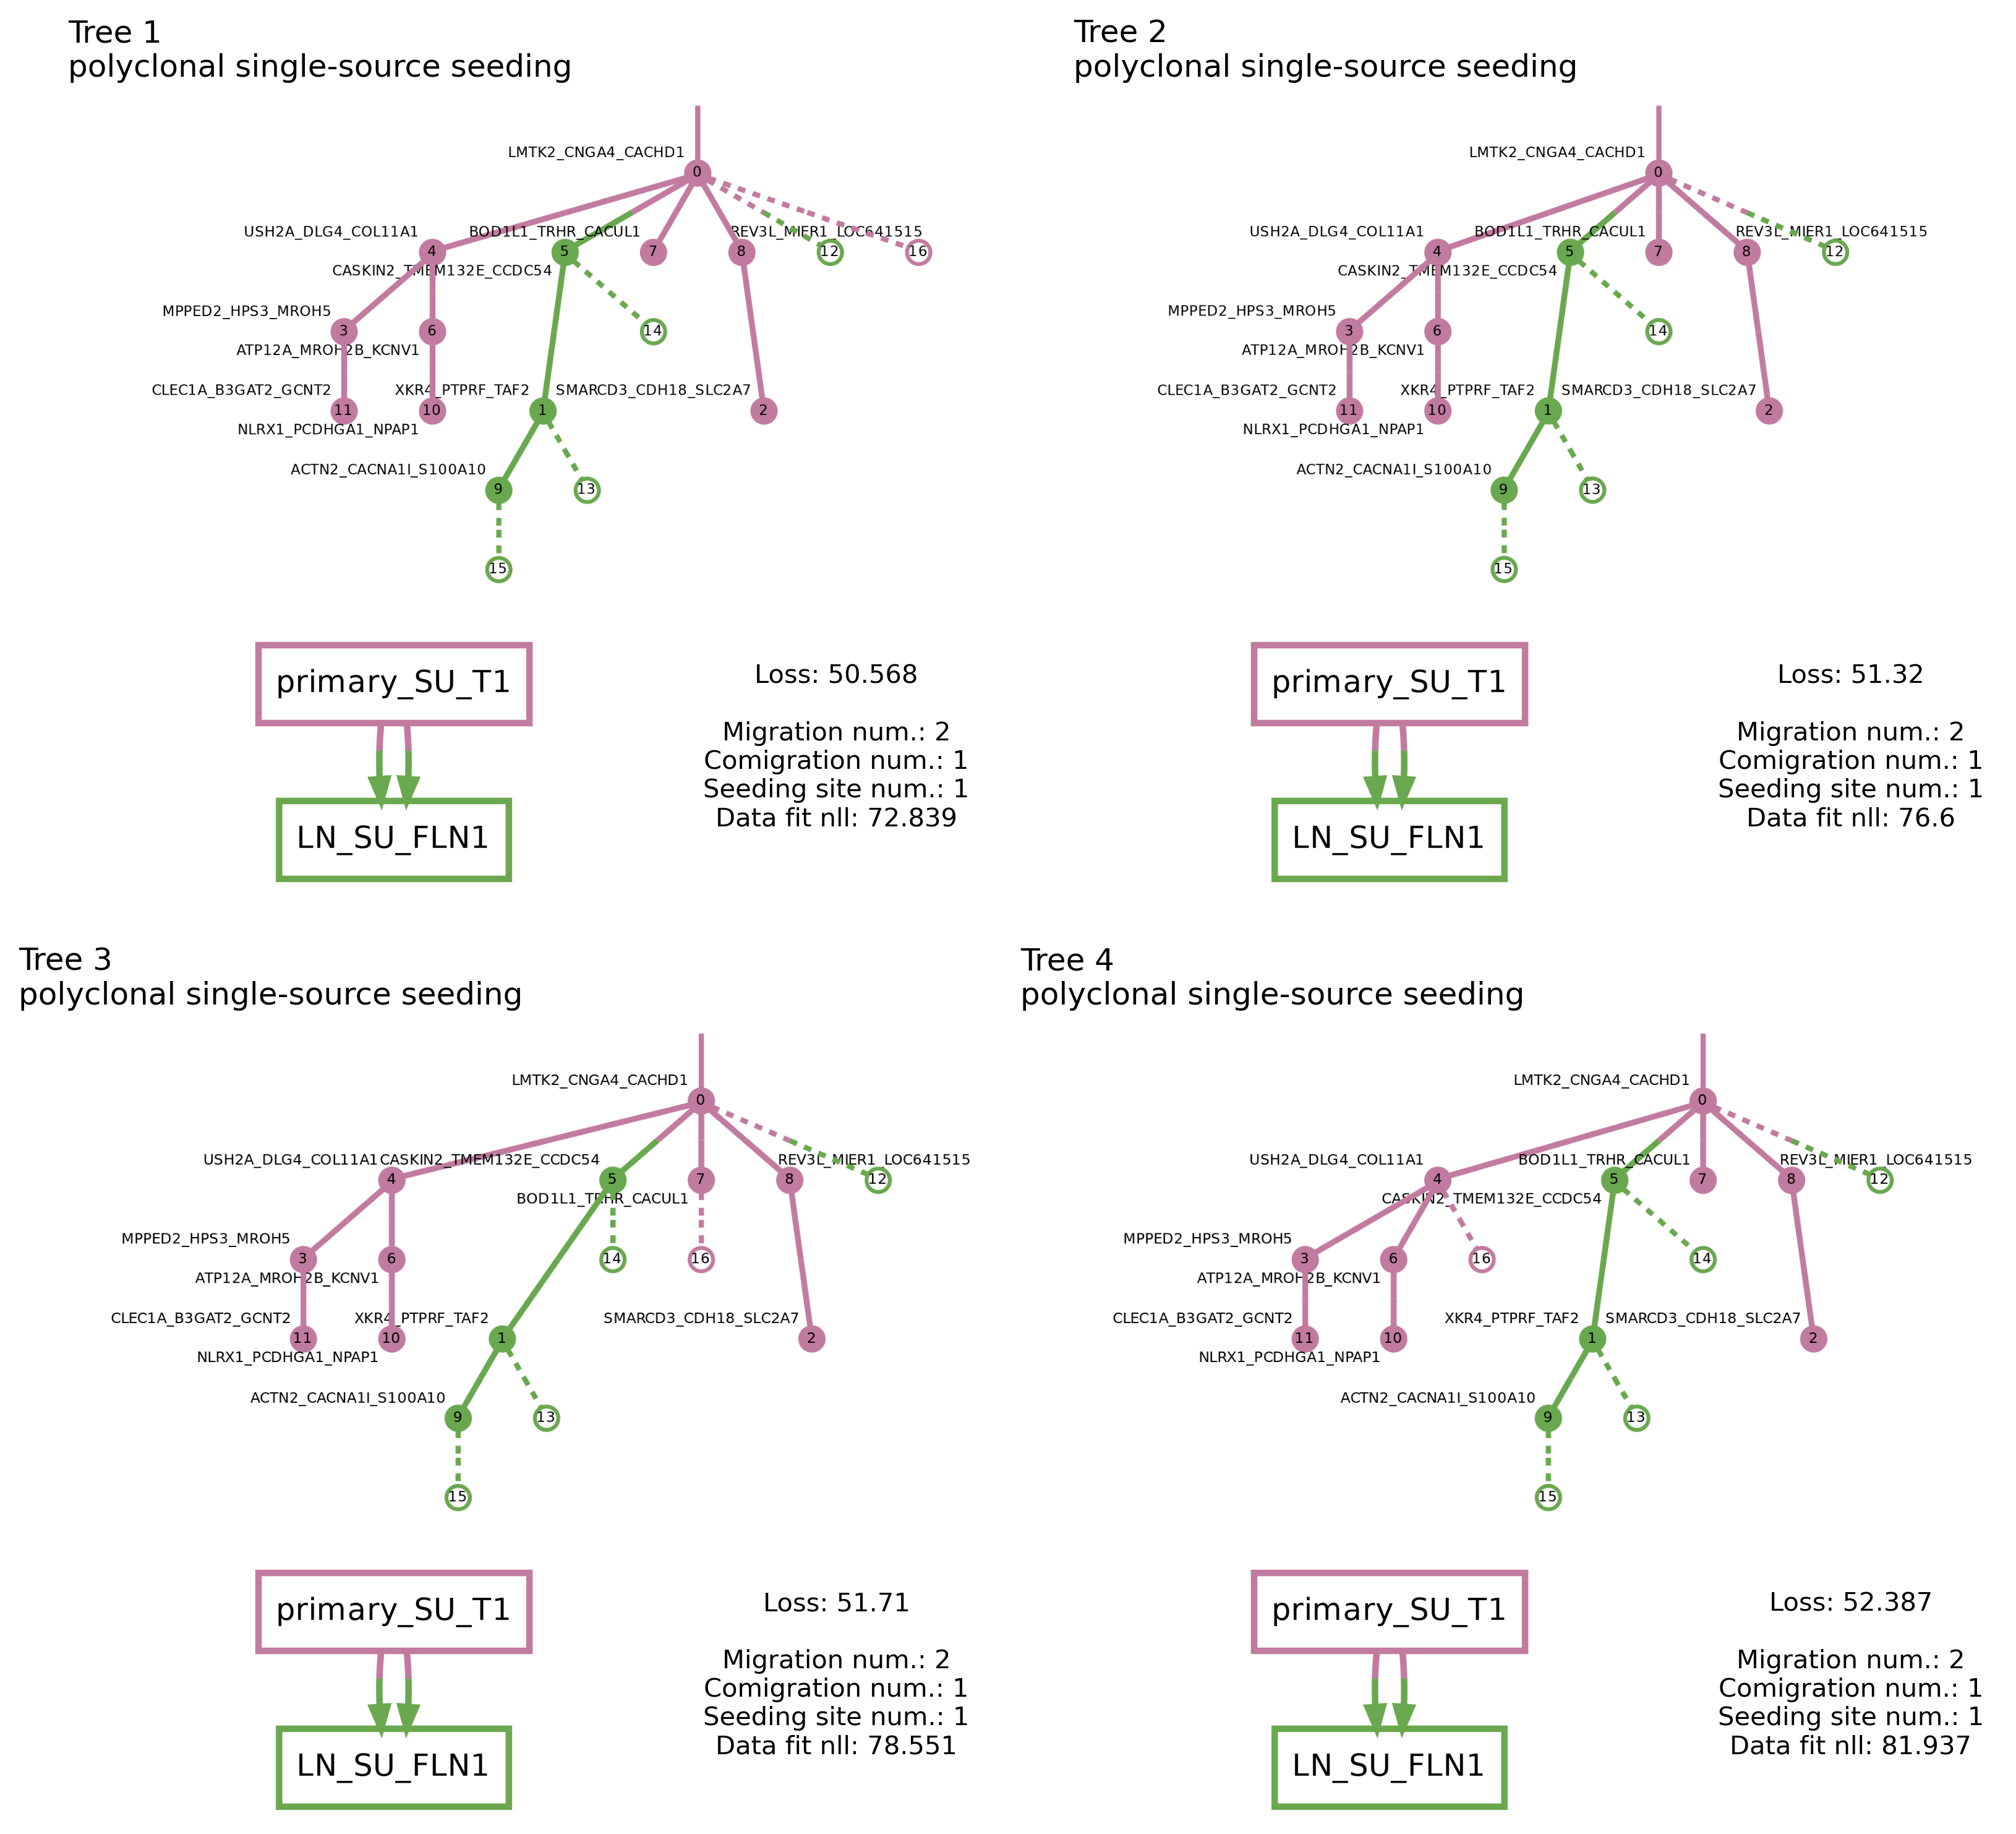 Tree 1
polyclonal single-source seeding
LMTK2_CNGA4_CACHD1
0
USH2A_DLG4_COL11A1
BOD1L1_TRHR_CACUL1
REV3L_MIER1_LOC641515
4
5
7
8
12
16
CASKIN2_TMEM132E_CCDC54
MPPED2_HPS3_MROH5
3
6
14
ATP12A_MROH2B_KCNV1
CLEC1A_B3GAT2_GCNT2
XKR4_PTPRF_TAF2
SMARCD3_CDH18_SLC2A7
11
10
1
2
NLRX1_PCDHGA1_NPAP1
ACTN2_CACNA1I_S100A10
9
13
15
primary_SU_T1
LN_SU_FLN1
Loss: 50.568
Migration num.: 2
Comigration num.: 1
Seeding site num.: 1
Data fit nll: 72.839
Tree 2
polyclonal single-source seeding
LMTK2_CNGA4_CACHD1
0
USH2A_DLG4_COL11A1
BOD1L1_TRHR_CACUL1
REV3L_MIER1_LOC641515
4
5
7
8
12
CASKIN2_TMEM132E_CCDC54
MPPED2_HPS3_MROH5
3
6
14
ATP12A_MROH2B_KCNV1
CLEC1A_B3GAT2_GCNT2
XKR4_PTPRF_TAF2
SMARCD3_CDH18_SLC2A7
11
10
1
2
NLRX1_PCDHGA1_NPAP1
ACTN2_CACNA1I_S100A10
9
13
15
primary_SU_T1
LN_SU_FLN1
Loss: 51.32
Migration num.: 2
Comigration num.: 1
Seeding site num.: 1
Data fit nll: 76.6
Tree 3
polyclonal single-source seeding
LMTK2_CNGA4_CACHD1
0
USH2A_DLG4_COL11A1
CASKIN2_TMEM132E_CCDC54
REV3L_MIER1_LOC641515
4
5
7
8
12
BOD1L1_TRHR_CACUL1
MPPED2_HPS3_MROH5
3
6
14
16
ATP12A_MROH2B_KCNV1
CLEC1A_B3GAT2_GCNT2
XKR4_PTPRF_TAF2
SMARCD3_CDH18_SLC2A7
11
10
1
2
NLRX1_PCDHGA1_NPAP1
ACTN2_CACNA1I_S100A10
9
13
15
primary_SU_T1
LN_SU_FLN1
Loss: 51.71
Migration num.: 2
Comigration num.: 1
Seeding site num.: 1
Data fit nll: 78.551
Tree 4
polyclonal single-source seeding
LMTK2_CNGA4_CACHD1
0
USH2A_DLG4_COL11A1
BOD1L1_TRHR_CACUL1
REV3L_MIER1_LOC641515
4
5
7
8
12
CASKIN2_TMEM132E_CCDC54
MPPED2_HPS3_MROH5
3
6
16
14
ATP12A_MROH2B_KCNV1
CLEC1A_B3GAT2_GCNT2
XKR4_PTPRF_TAF2
SMARCD3_CDH18_SLC2A7
11
10
1
2
NLRX1_PCDHGA1_NPAP1
ACTN2_CACNA1I_S100A10
9
13
15
primary_SU_T1
LN_SU_FLN1
Loss: 52.387
Migration num.: 2
Comigration num.: 1
Seeding site num.: 1
Data fit nll: 81.937